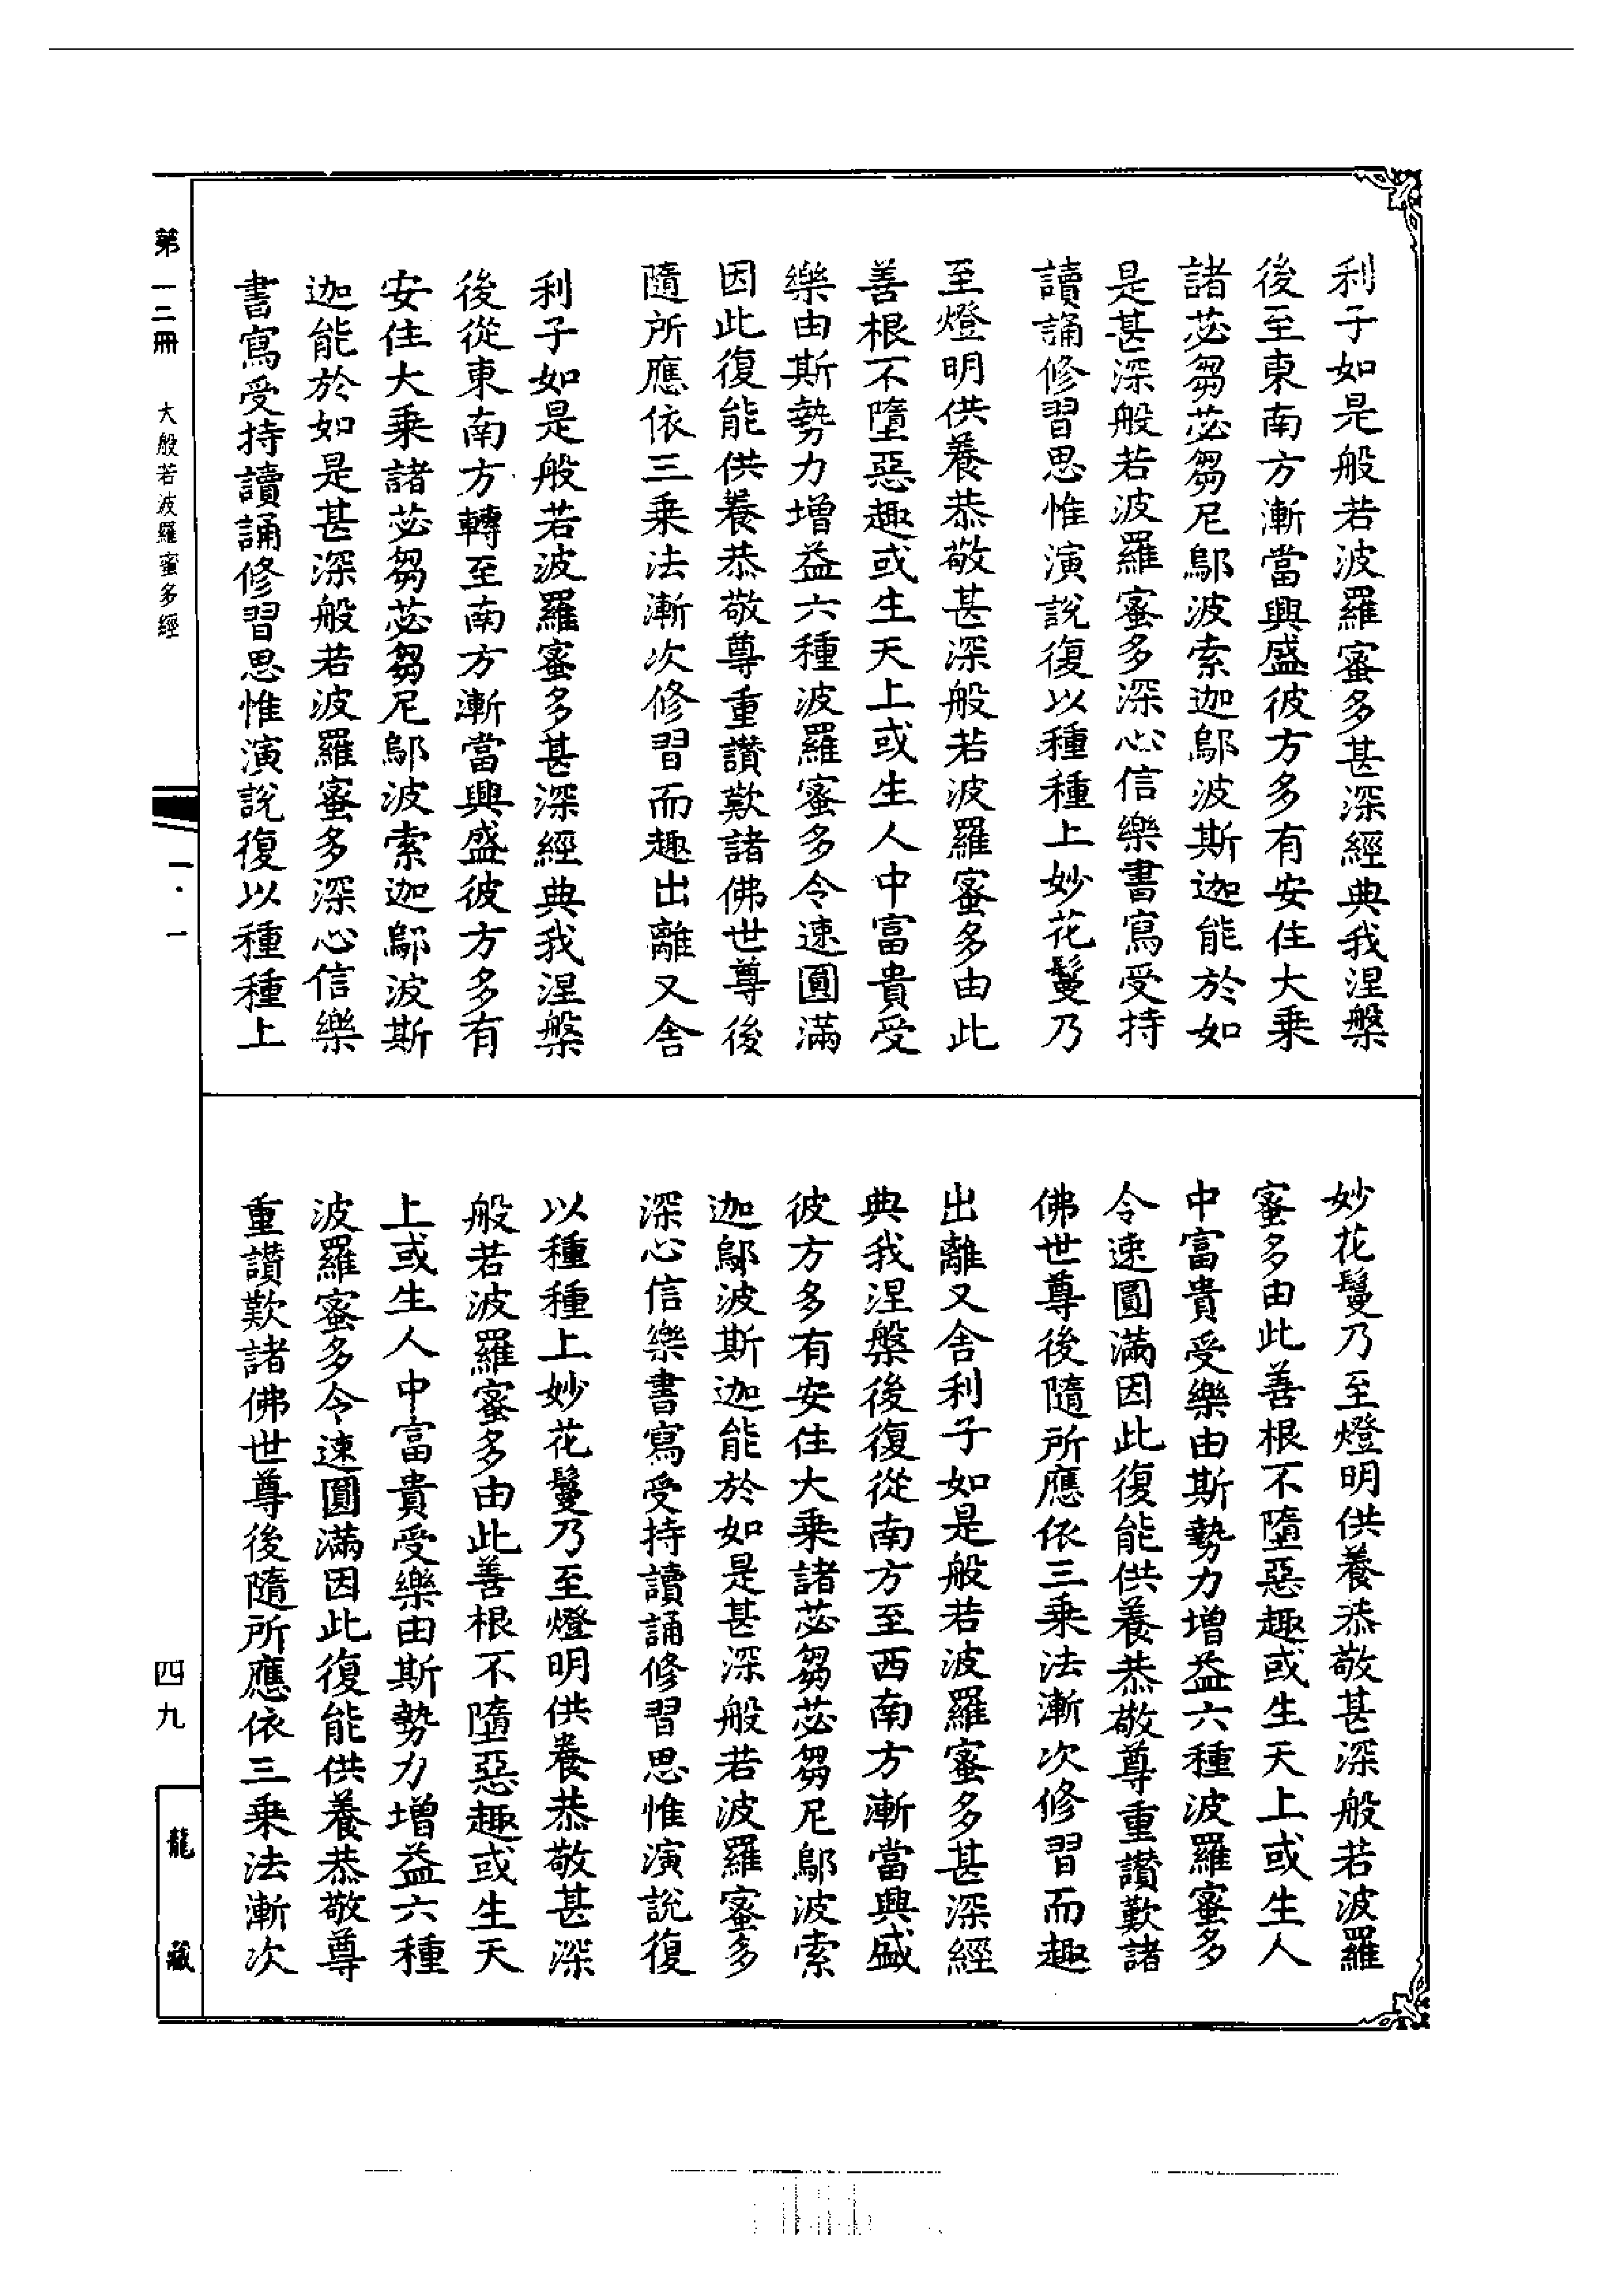 利子如是般若波羅蜜多甚深經典我涅槃
後至東南方漸當興盛彼方多有安住大乗
諸苾芻苾芻尼鄔波索迦鄔波斯迦能於如
是甚深般若波羅蜜多深心信樂書寫受持
讀誦修習思惟演說復以種種上妙花鬘乃
至燈明供養恭敬甚深般若波羅蜜多由此
善根不墮惡趣或生天上或生人中富貴受
樂由斯勢力增益六種波羅蜜多令速圓滿
因此復能供養恭敬尊重讚歎諸佛世尊後
隨所應依三乗法漸次修習而趣出離又舍
利子如是般若波羅蜜多甚深經典我涅槃
後從東南方轉至南方漸當興盛彼方多有
安住大乗諸苾芻苾芻尼鄔波索迦鄔波斯
迦能於如是甚深般若波羅蜜多深心信樂
書寫受持讀誦修習思惟演說復以種種上
妙花鬘乃至燈明供養恭敬甚深般若波羅
蜜多由此善根不墮惡趣或生天上或生人
中富貴受樂由斯勢力增益六種波羅蜜多
令速圓滿因此復能供養恭敬尊重讚歎諸
佛世尊後隨所應依三乗法漸次修習而趣
出離又舍利子如是般若波羅蜜多甚深經
典我涅槃後復從南方至西南方漸當興盛
彼方多有安住大乗諸苾芻苾芻尼鄔波索
迦鄔波斯迦能於如是甚深般若波羅蜜多
深心信樂書寫受持讀誦修習思惟演說復
以種種上妙花鬘乃至燈明供養恭敬甚深
般若波羅蜜多由此善根不墮惡趣或生天
上或生人中富貴受樂由斯勢力增益六種
波羅蜜多令速圓滿因此復能供養恭敬尊
重讚歎諸佛世尊後隨所應依三乗法漸次
第一二冊 大般若波羅蜜多經
一·一
四九
龍藏